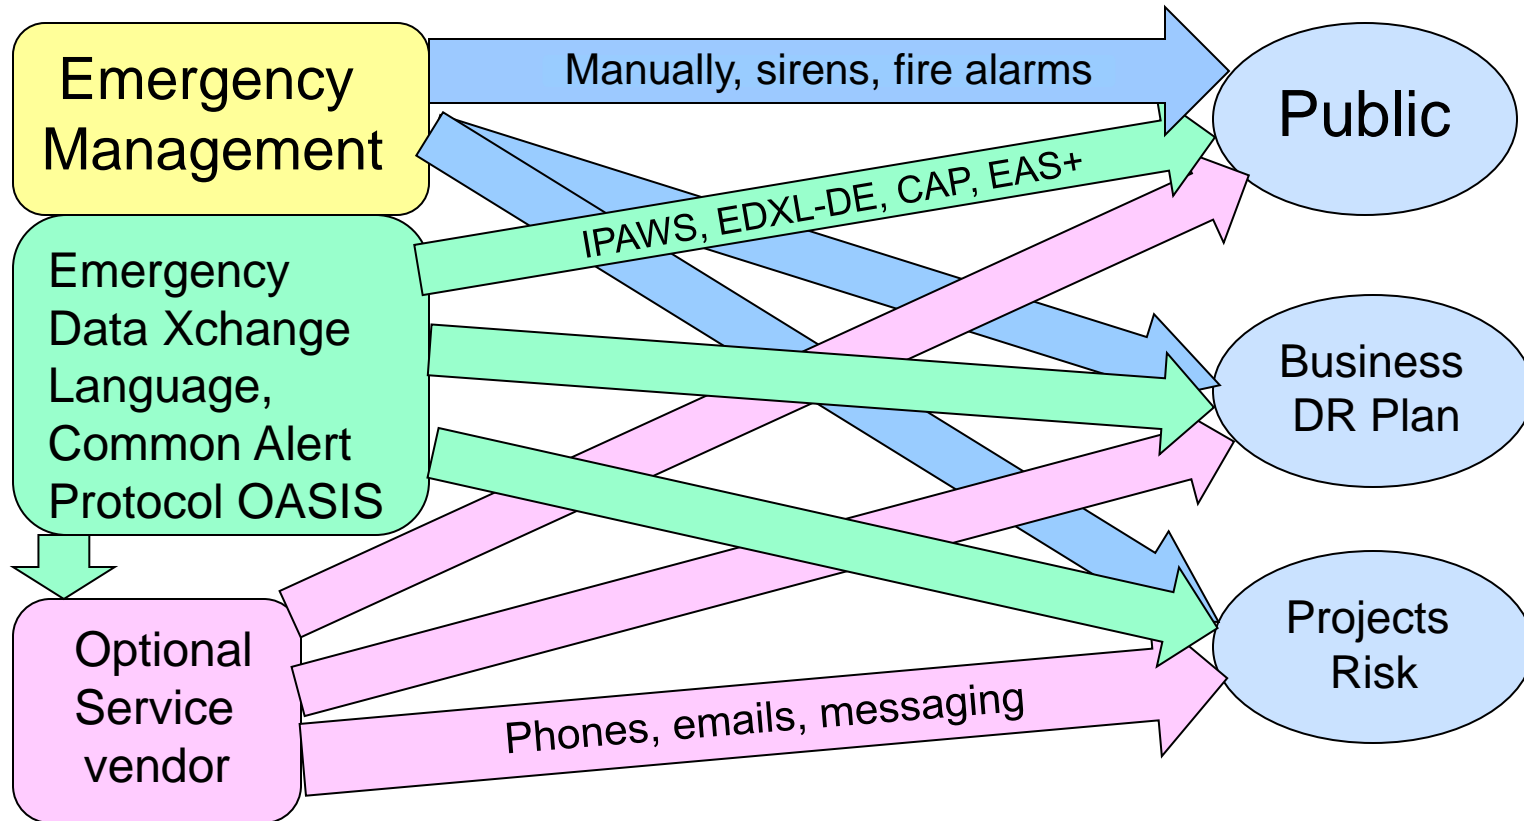 Emergency
Management
Manually, sirens, fire alarms
Public
IPAWS, EDXL-DE, CAP, EAS+
Emergency
Data Xchange
Language,
Common Alert
Protocol OASIS
Business
DR Plan
Optional
Service
vendor
Phones, emails, messaging
Projects
Risk